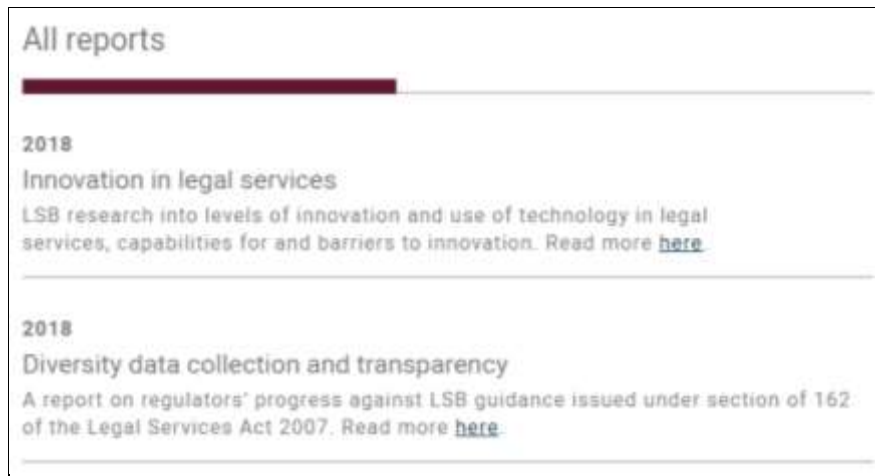 All reports
2018
Innovation in legal services
LSB research into levels of innovation and use of technology in legal
services, capabilities for and barriers to innovation. Read more here.
2018
Diversity data collection and transparency
A report on regulators' progress against LSB guidance issued under section of 162
of the Legal Services Act 2007. Read more here.